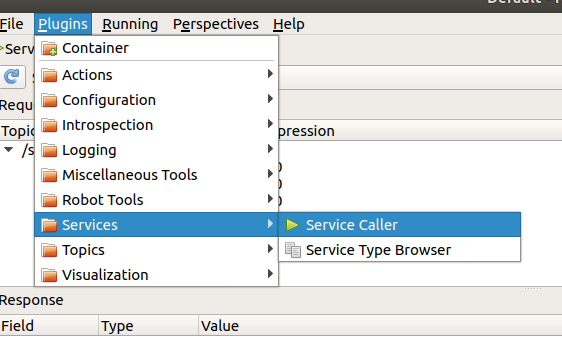 Default -
File Plugins Running Perspectives Help
Serv
Container
Actions
Configuration
Requ
Introspection
Topic pression
Logging
/s
Miscellaneous Tools
Robot Tools
Services
Service Caller
Topics
Service Type Browser
Visualization
Response
Field Type Value